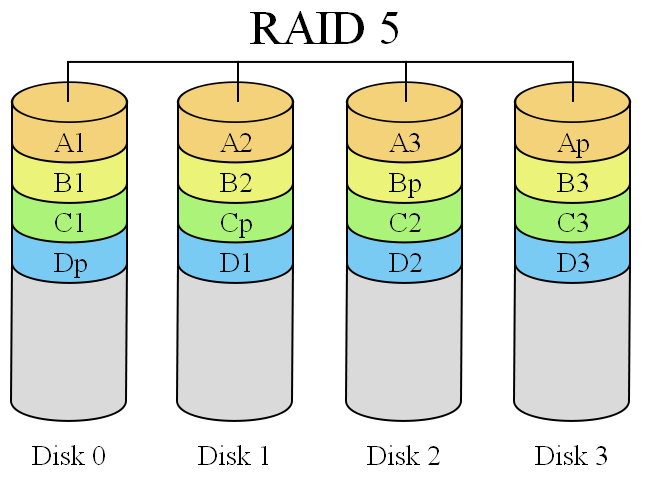 RAID 5
A1 A2 A3 Ap
B1 B2 Bp B3
C1 Cp C2 C3
Dp D1 D2 D3
Disk 0 Disk 1 Disk 2 Disk 3